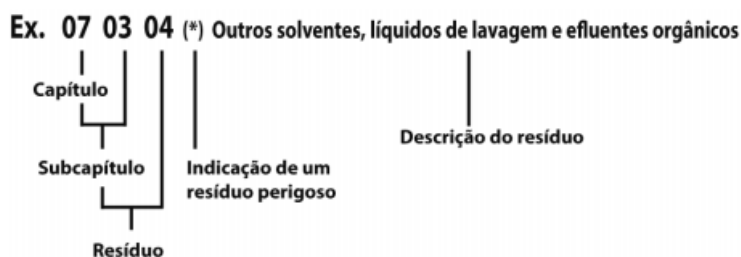 Ex. 07 03 04 (*) Outros solventes, líquidos de lavagem e efluentes orgânicos
Capítulo
Descrição do resíduo
Subcapítulo
Indicação de um
resíduo perigoso
Resíduo